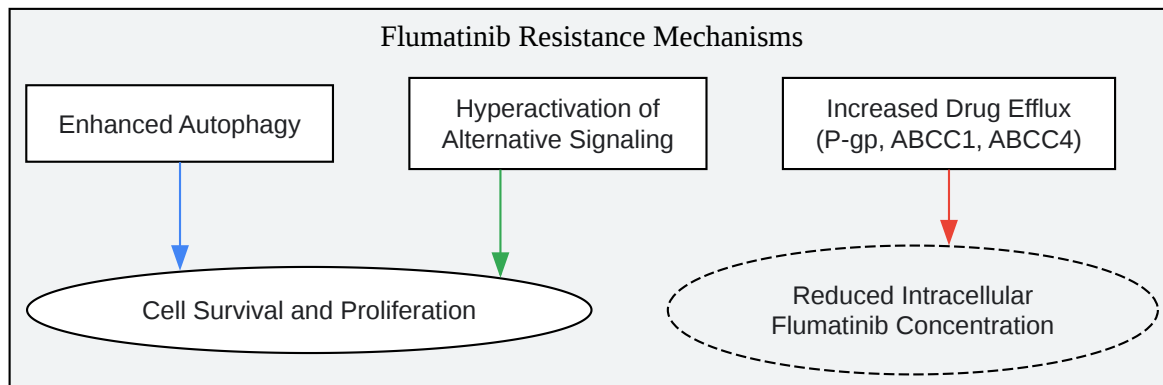 Flumatinib Resistance Mechanisms
Enhanced Autophagy
Hyperactivation of
Alternative Signaling
Increased Drug Efflux
(P-gp, ABCC1, ABCC4)
Cell Survival and Proliferation
Reduced Intracellular
Flumatinib Concentration